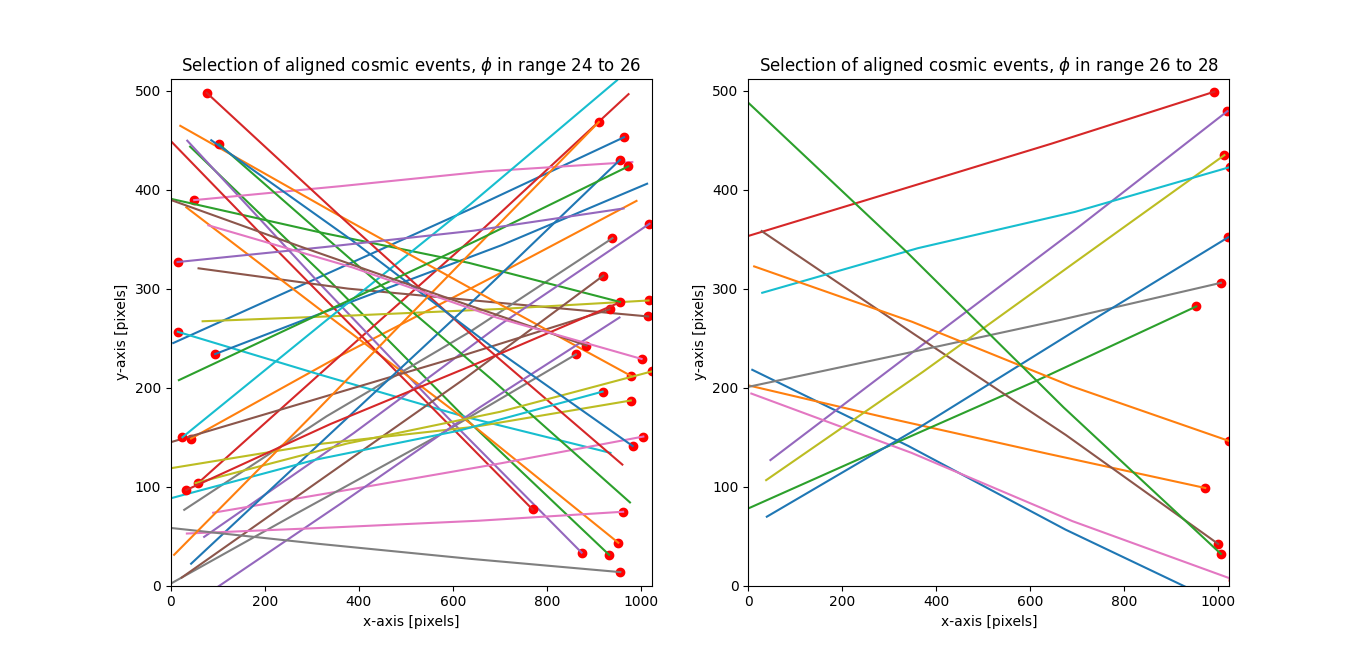 Selection of aligned cosmic events, ϕ in range 24 to 26
500
400
300
200
100
0
y-axis [pixels]
0 200 400 600 800 1000
x-axis [pixels]
Selection of aligned cosmic events, ϕ in range 26 to 28
500
400
300
200
100
0
y-axis [pixels]
0 200 400 600 800 1000
x-axis [pixels]